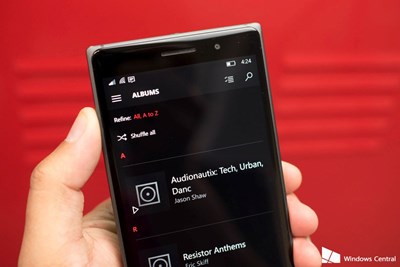 4:24
ALBUMS
Refine: All, A to Z
Shuffle all
A
Audionautix: Tech, Urban,
Danc
Jason Shaw
R
Resistor Anthems
Eric Skiff
Windows Central